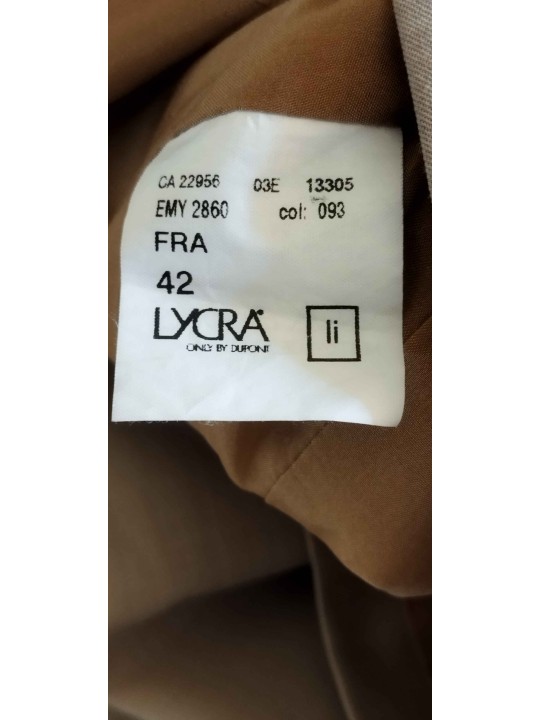 CA 22956 03E 13305
EMY 2860 col: 093
FRA
42
LYCRA® li
ONLY BY DUPONT